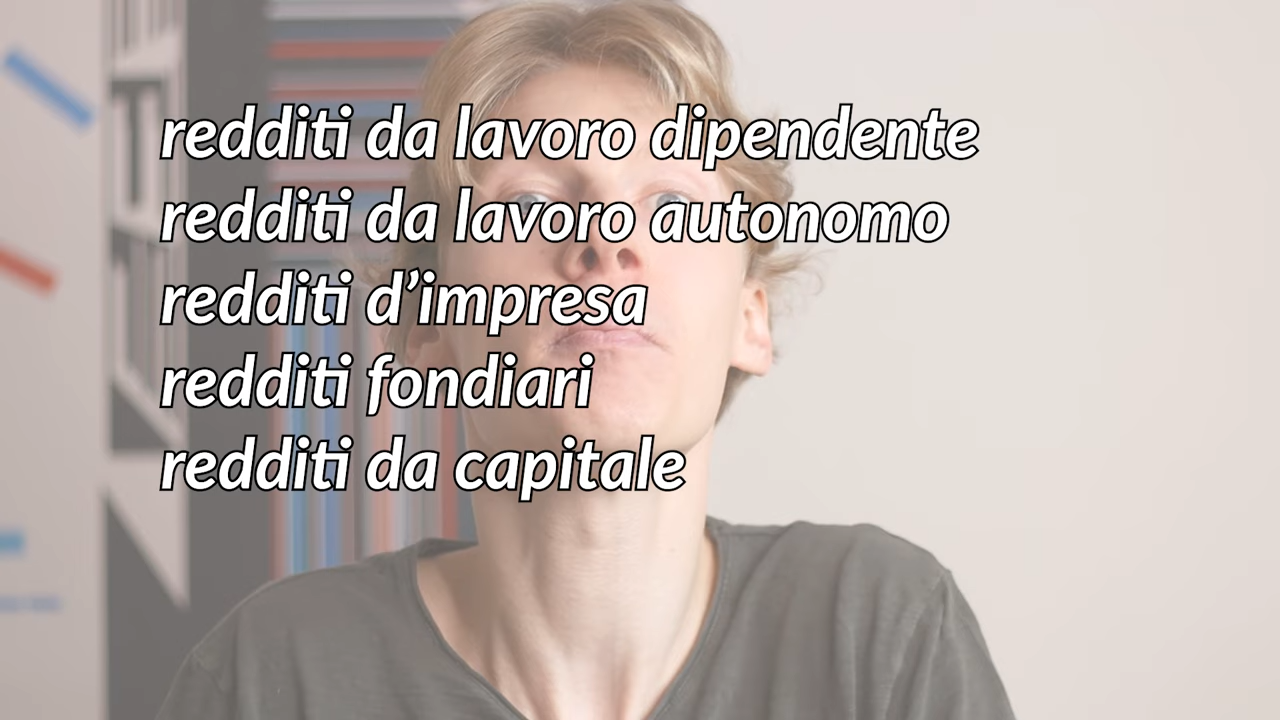 redditi da lavoro dipendente
redditi da lavoro autonomo
redditi d’impresa
redditi fondiari
redditi da capitale